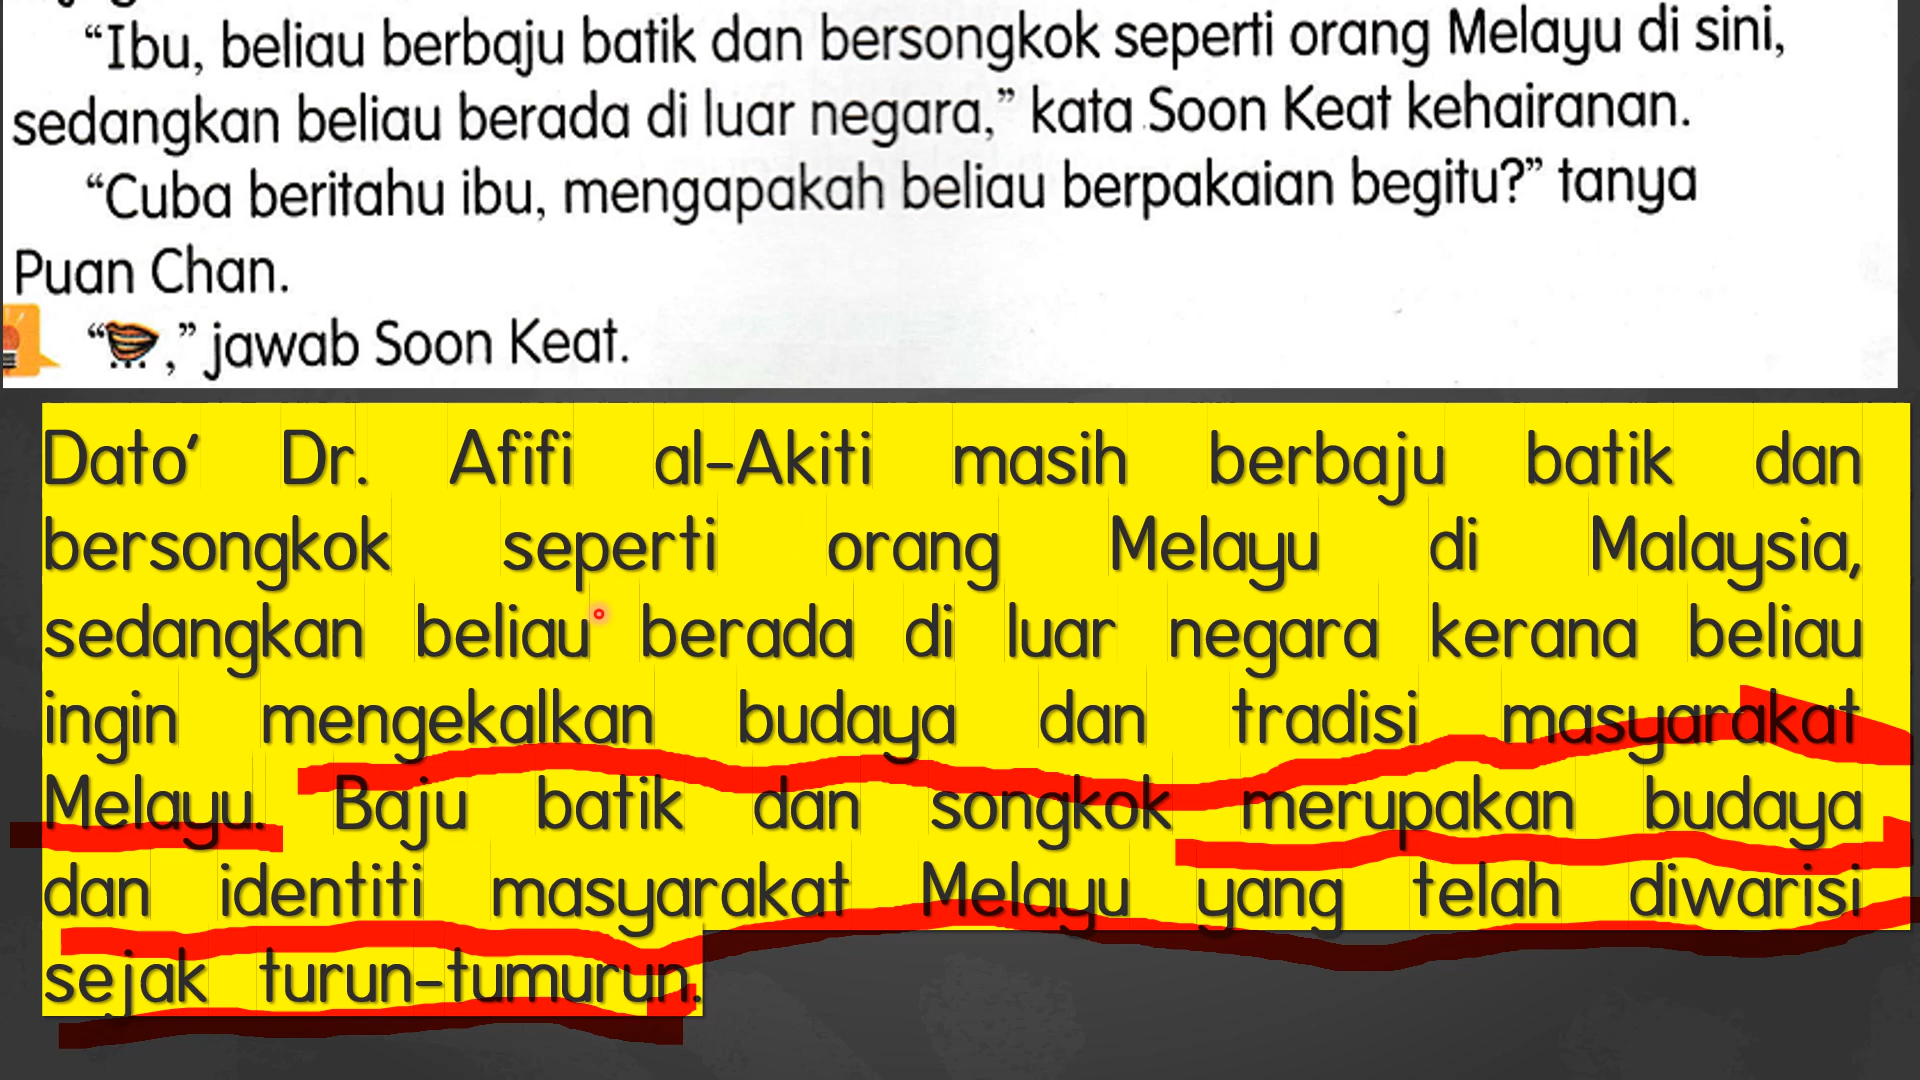 “Ibu, beliau berbaju batik dan bersongkok seperti orang Melayu di sini,
sedangkan beliau berada di luar negara,” kata Soon Keat kehairanan.
“Cuba beritahu ibu, mengapakah beliau berpakaian begitu?” tanya
Puan Chan.
“ ,” jawab Soon Keat.
Dato’ Dr. Afifi al-Akiti masih berbaju batik dan
bersongkok seperti orang Melayu di Malaysia,
sedangkan beliau berada di luar negara kerana beliau
ingin mengekalkan budaya dan tradisi masyarakat
Melayu. Baju batik dan songkok merupakan budaya
dan identiti masyarakat Melayu yang telah diwarisi
sejak turun-tumurun.